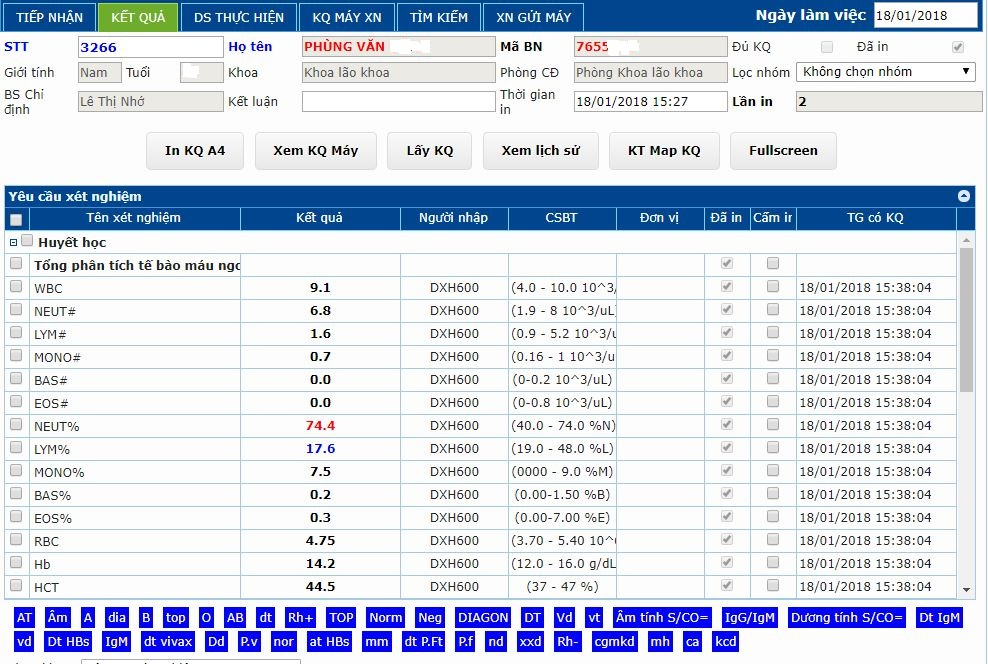 TIẾP NHẬN KẾT QUẢ DS THỰC HIỆN KQ MÁY XN TÌM KIẾM XN GỬI MÁY Ngày làm việc 18/01/2018
STT 3266 Họ tên PHÙNG VĂN Mã BN 7655 Đủ KQ Đã in
Giới tính Nam Tuổi Khoa Khoa lão khoa Phòng CĐ Phòng Khoa lão khoa Lọc nhóm Không chọn nhóm
BS Chỉ định Lê Thị Nhớ Kết luận Thời gian in 18/01/2018 15:27 Lần in 2
In KQ A4 Xem KQ Máy Lấy KQ Xem lịch sử KT Map KQ Fullscreen
Yêu cầu xét nghiệm
Tên xét nghiệm Kết quả Người nhập CSBT Đơn vị Đã in Cấm in TG có KQ
Huyết học
Tổng phân tích tế bào máu ngo
WBC 9.1 DXH600 (4.0 - 10.0 10^3/ 18/01/2018 15:38:04
NEUT# 6.8 DXH600 (1.9 - 8 10^3/uL 18/01/2018 15:38:04
LYM# 1.6 DXH600 (0.9 - 5.2 10^3/u 18/01/2018 15:38:04
MONO# 0.7 DXH600 (0.16 - 1 10^3/u 18/01/2018 15:38:04
BAS# 0.0 DXH600 (0-0.2 10^3/uL) 18/01/2018 15:38:04
EOS# 0.0 DXH600 (0-0.8 10^3/uL) 18/01/2018 15:38:04
NEUT% 74.4 DXH600 (40.0 - 74.0 %N) 18/01/2018 15:38:04
LYM% 17.6 DXH600 (19.0 - 48.0 %L) 18/01/2018 15:38:04
MONO% 7.5 DXH600 (0000 - 9.0 %M) 18/01/2018 15:38:04
BAS% 0.2 DXH600 (0.00-1.50 %B) 18/01/2018 15:38:04
EOS% 0.3 DXH600 (0.00-7.00 %E) 18/01/2018 15:38:04
RBC 4.75 DXH600 (3.70 - 5.40 10^ 18/01/2018 15:38:04
Hb 14.2 DXH600 (12.0 - 16.0 g/dL 18/01/2018 15:38:04
HCT 44.5 DXH600 (37 - 47 %) 18/01/2018 15:38:04
AT Âm A dia B top O AB dt Rh+ TOP Norm Neg DIAGON DT Vd vt Âm tính S/CO= IgG/IgM Dương tính S/CO= Dt IgM
vd Dt HBs IgM dt vivax Dd P.v nor at HBs mm dt P.Ft P.f nd xxd Rh- cgmkd mh ca kcd